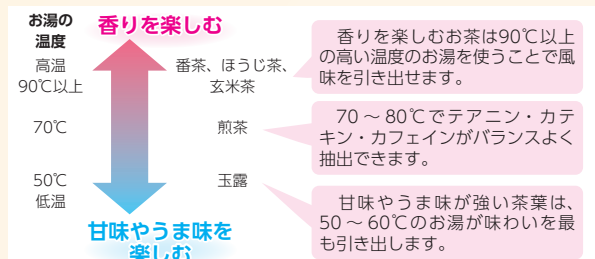 お湯の
温度
香りを楽しむ
高温
90℃以上
番茶、ほうじ茶、
玄米茶
香りを楽しむお茶は90℃以上
の高い温度のお湯を使うことで風
味を引き出せます。
70℃
煎茶
70～80℃でテアニン・カテ
キン・カフェインがバランスよく
抽出できます。
50℃
低温
玉露
甘味やうま味が強い茶葉は、
50～60℃のお湯が味わいを最
も引き出します。
甘味やうま味を
楽しむ